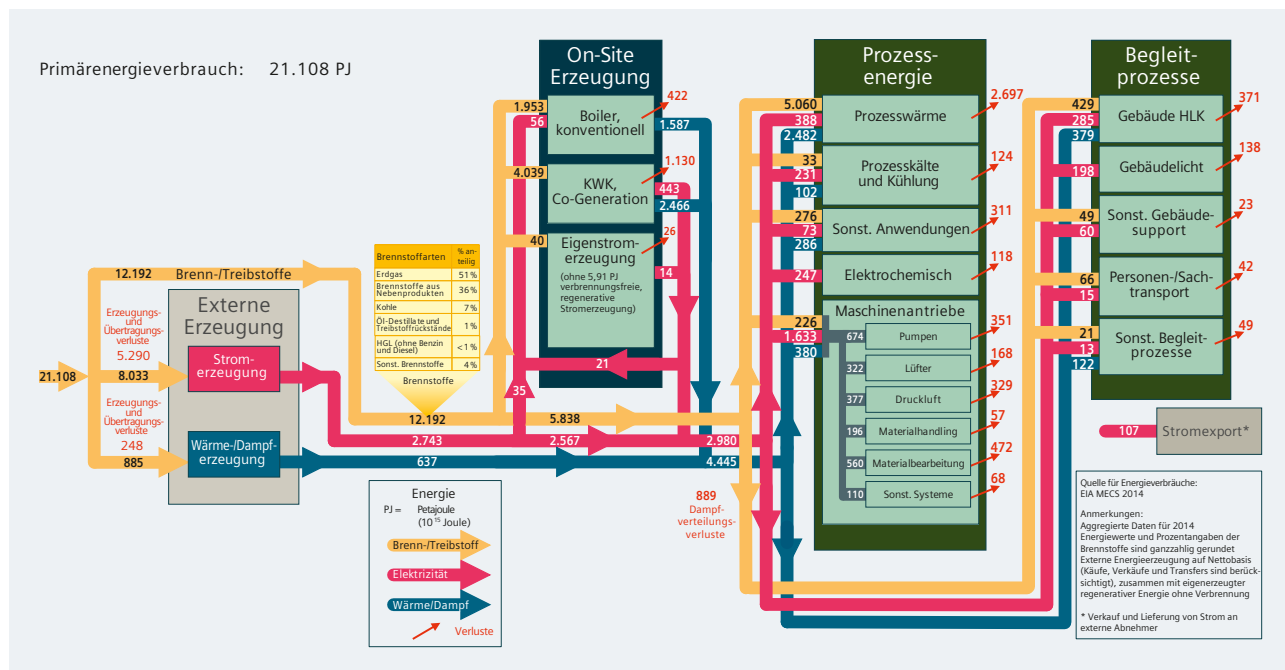 Primärenergieverbrauch: 21.108 PJ
21.108
12.192 Brenn-/Treibstoffe
Erzeugungs-
und
Übertragungs-
verluste
5.290
8.033
Erzeugungs-
und
Übertragungs-
verluste
248
885
Externe
Erzeugung
Strom-
erzeugung
Wärme-/Dampf-
erzeugung
Brennstoffarten
% an-
teilig
Erdgas 51 %
Brennstoffe aus
Nebenprodukten 36 %
Kohle 7 %
Öl-Destillate und
Treibstoffrückstände 1 %
HGL (ohne Benzin
und Diesel) <1 %
Sonst. Brennstoffe 4 %
Brennstoffe
12.192
5.838
2.743
2.567
2.980
637
4.445
35
21
889
Dampf-
verteilungs-
verluste
Energie
PJ = Petajoule
(10 15 Joule)
Brenn-/Treibstoff
Elektrizität
Wärme/Dampf
Verluste
On-Site
Erzeugung
1.953
56
Boiler,
konventionell
422
1.587
4.039
KWK,
Co-Generation
1.130
443
2.466
40
Eigenstrom-
erzeugung
(ohne 5,91 PJ
verbrennungsfreie,
regenerative
Stromerzeugung)
26
14
Prozess-
energie
5.060
388
2.482
Prozesswärme
2.697
33
231
102
Prozesskälte
und Kühlung
124
276
73
286
Sonst. Anwendungen
311
247
Elektrochemisch
118
Maschinenantriebe
226
1.633
380
674 Pumpen 351
322 Lüfter 168
377 Druckluft 329
196 Materialhandling 57
560 Materialbearbeitung 472
110 Sonst. Systeme 68
Begleit-
prozesse
429
285
379
Gebäude HLK
371
198
Gebäudelicht
138
49
60
Sonst. Gebäude-
support
23
66
15
Personen-/Sach-
transport
42
21
13
122
Sonst. Begleit-
prozesse
49
107 Stromexport*
Quelle für Energieverbräuche:
EIA MECS 2014
Anmerkungen:
Aggregierte Daten für 2014
Energiewerte und Prozentangaben der
Brennstoffe sind ganzzahlig gerundet
Externe Energieerzeugung auf Nettobasis
(Käufe, Verkäufe und Transfers sind berück-
sichtigt), zusammen mit eigenerzeugter
regenerativer Energie ohne Verbrennung
* Verkauf und Lieferung von Strom an
externe Abnehmer